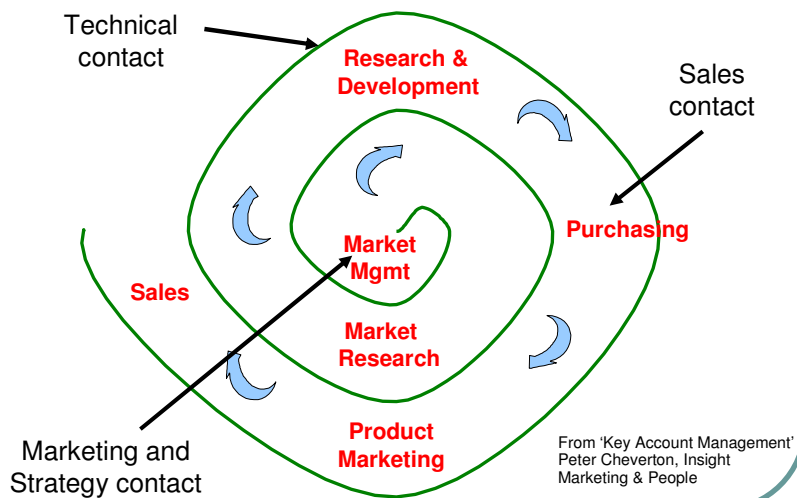 Technical
contact
Research &
Development
Sales
contact
Purchasing
Market
Mgmt
Sales
Market
Research
Product
Marketing
Marketing and
Strategy contact
From ‘Key Account Management’
Peter Cheverton, Insight
Marketing & People